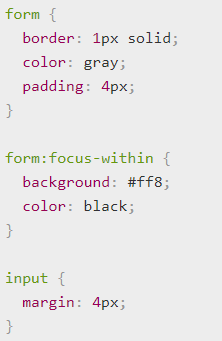 form {
  border: 1px solid;
  color: gray;
  padding: 4px;
}

form:focus-within {
  background: #ff8;
  color: black;
}

input {
  margin: 4px;
}